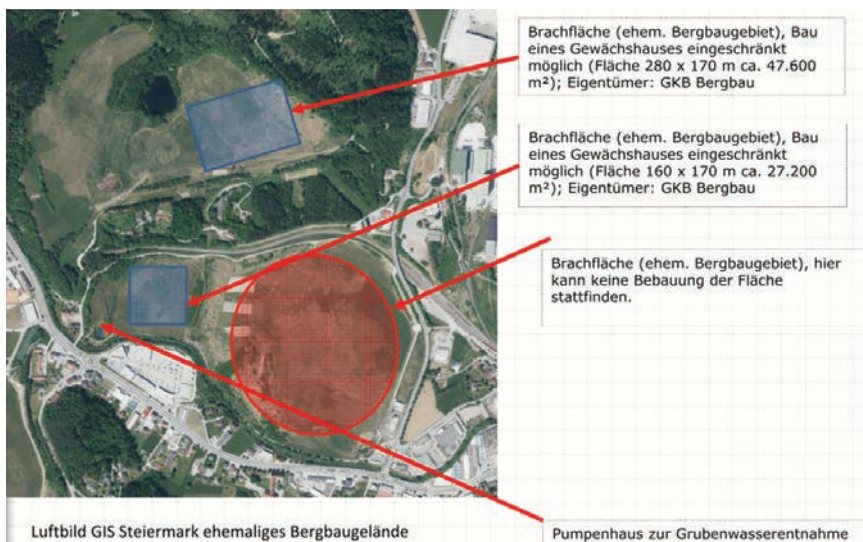 Brachfläche (ehem. Bergbaugebiet), Bau
eines Gewächshauses eingeschränkt
möglich (Fläche 280 x 170 m ca. 47.600
m²); Eigentümer: GKB Bergbau
Brachfläche (ehem. Bergbaugebiet), Bau
eines Gewächshauses eingeschränkt
möglich (Fläche 160 x 170 m ca. 27.200
m²); Eigentümer: GKB Bergbau
Brachfläche (ehem. Bergbaugebiet), hier
kann keine Bebauung der Fläche
stattfinden.
Luftbild GIS Steiermark ehemaliges Bergbaugelände
Pumpenhaus zur Grubenwasserentnahme